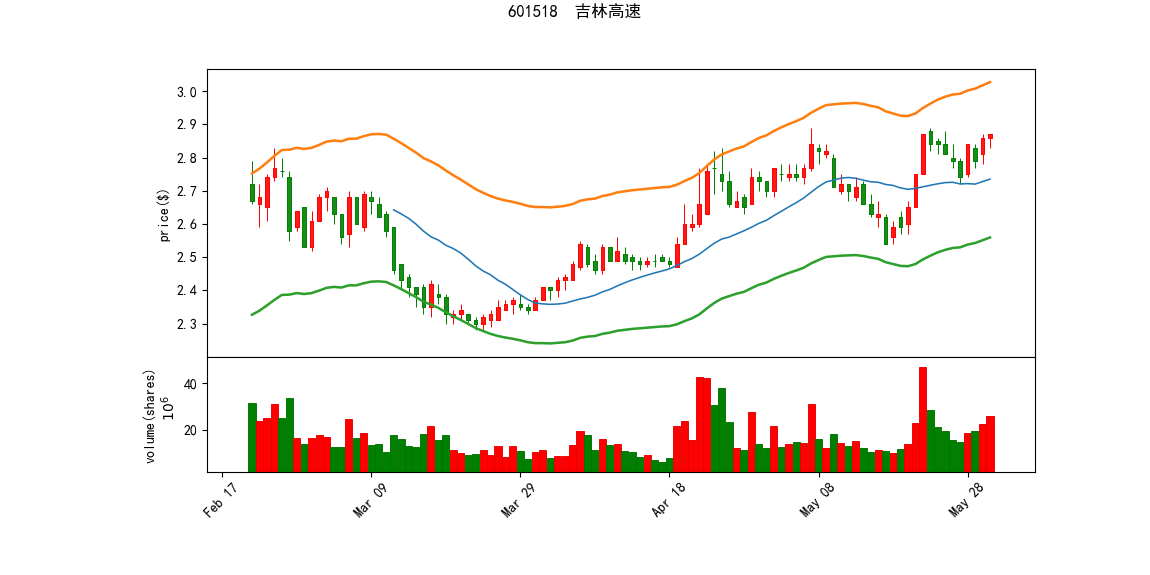 601518 吉林高速
3.0
2.9
2.8
2.7
2.6
2.5
2.4
2.3
price($)
40
20
volume(shares)
10^6
Feb 17
Mar 09
Mar 29
Apr 18
May 08
May 28